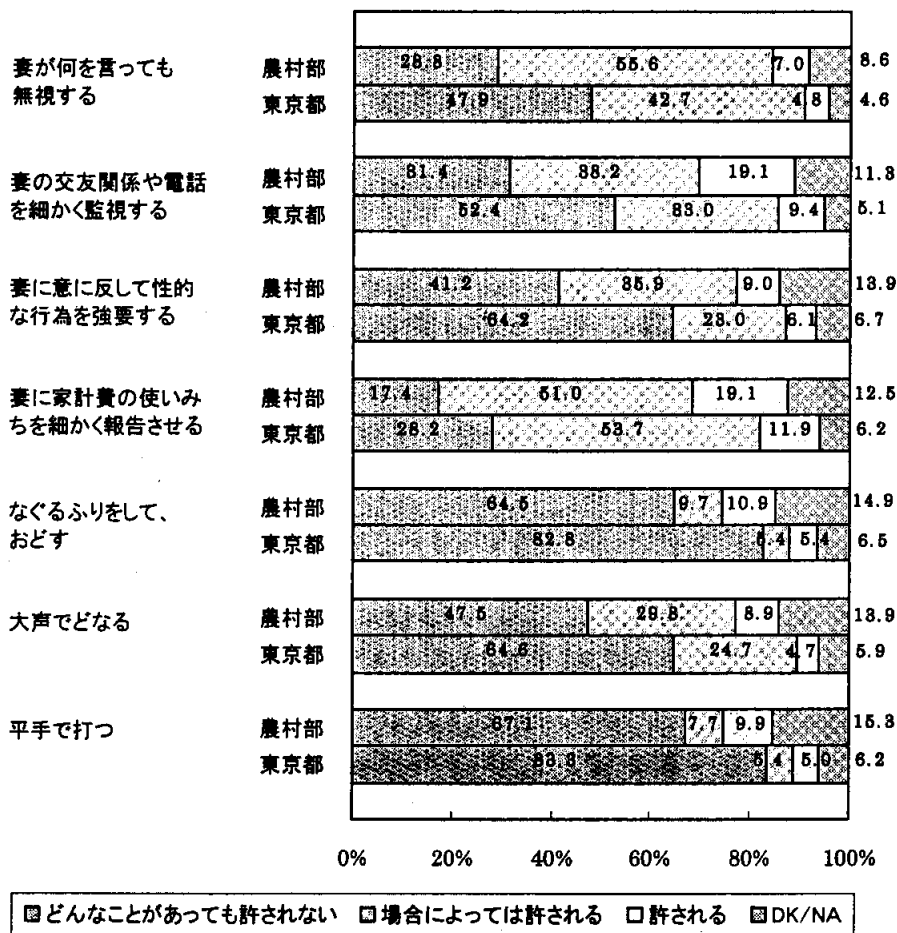 妻が何を言っても
無視する
農村部 28.8 55.6 7.0 8.6
東京都 47.9 42.7 4.8 4.6
妻の交友関係や電話
を細かく監視する
農村部 31.4 38.2 19.1 11.3
東京都 52.4 33.0 9.4 5.1
妻に意に反して性的
な行為を強要する
農村部 41.2 35.9 9.0 13.9
東京都 64.2 23.0 6.1 6.7
妻に家計費の使いみ
ちを細かく報告させる
農村部 17.4 51.0 19.1 12.5
東京都 28.2 53.7 11.9 6.2
なぐるふりをして、
おどす
農村部 64.5 9.7 10.9 14.9
東京都 82.8 5.4 5.4 6.5
大声でどなる
農村部 47.5 29.8 8.9 13.9
東京都 64.6 24.7 4.7 5.9
平手で打つ
農村部 67.1 7.7 9.9 15.3
東京都 83.3 5.4 5.0 6.2
0% 20% 40% 60% 80% 100%
どんなことがあっても許されない 場合によっては許される 許される DK/NA